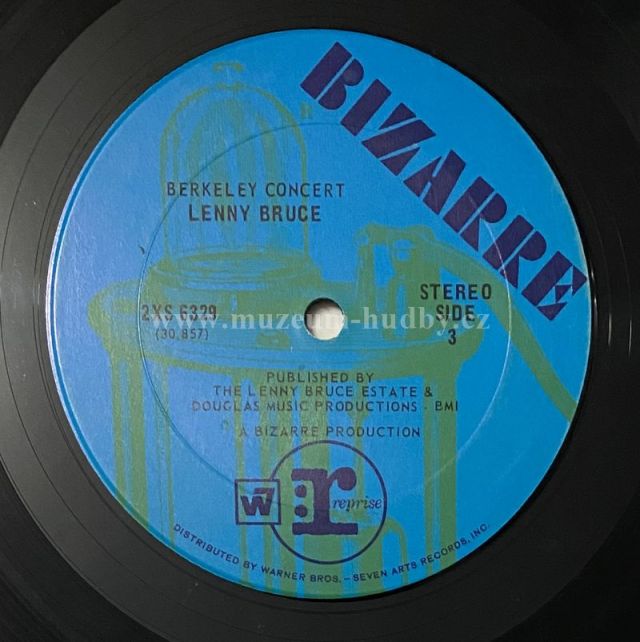 BIZARRE
BERKELEY CONCERT
LENNY BRUCE
2XS 6329
(30,857)
STEREO
SIDE
3
www.muzeum-hudby.cz
PUBLISHED BY
THE LENNY BRUCE ESTATE &
DOUGLAS MUSIC PRODUCTIONS - BMI
A BIZARRE PRODUCTION
W7
r
reprise
DISTRIBUTED BY WARNER BROS. – SEVEN ARTS RECORDS, INC.